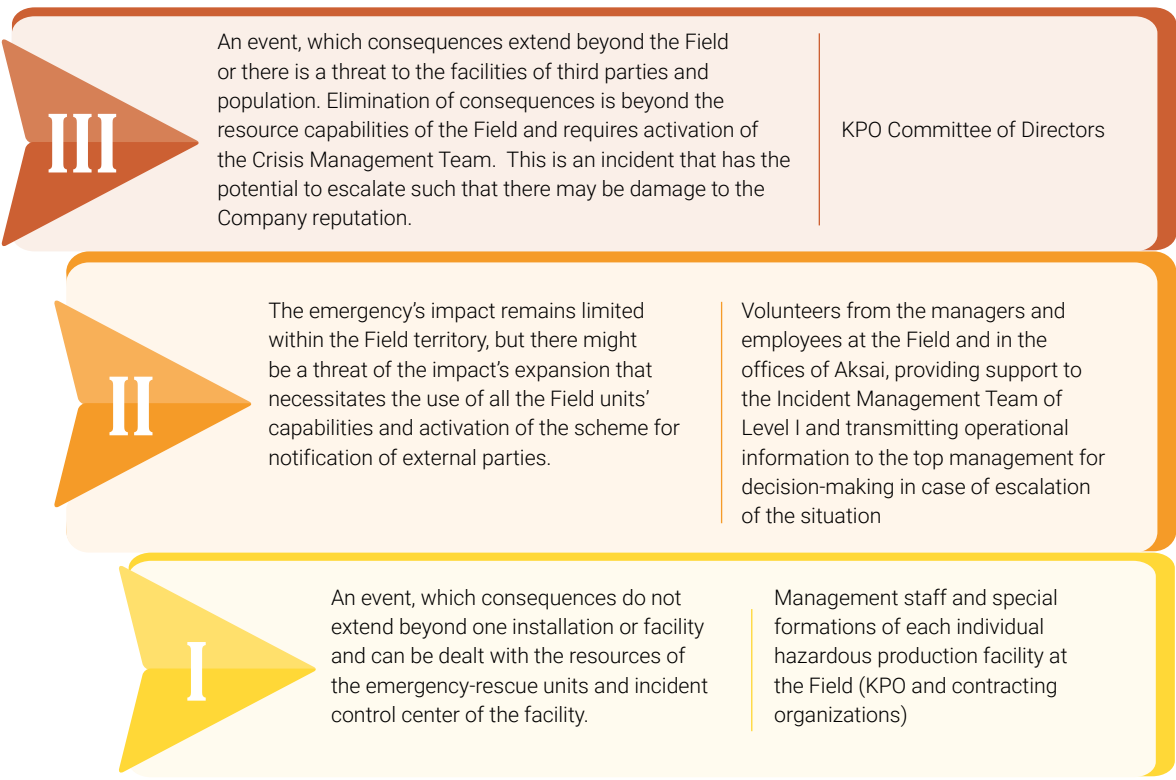 III
An event, which consequences extend beyond the Field
or there is a threat to the facilities of third parties and
population. Elimination of consequences is beyond the
resource capabilities of the Field and requires activation of
the Crisis Management Team.  This is an incident that has the
potential to escalate such that there may be damage to the
Company reputation.
KPO Committee of Directors
II
The emergency’s impact remains limited
within the Field territory, but there might
be a threat of the impact’s expansion that
necessitates the use of all the Field units’
capabilities and activation of the scheme for
notification of external parties.
Volunteers from the managers and
employees at the Field and in the
offices of Aksai, providing support to
the Incident Management Team of
Level I and transmitting operational
information to the top management for
decision-making in case of escalation
of the situation
I
An event, which consequences do not
extend beyond one installation or facility
and can be dealt with the resources of
the emergency-rescue units and incident
control center of the facility.
Management staff and special
formations of each individual
hazardous production facility at
the Field (KPO and contracting
organizations)